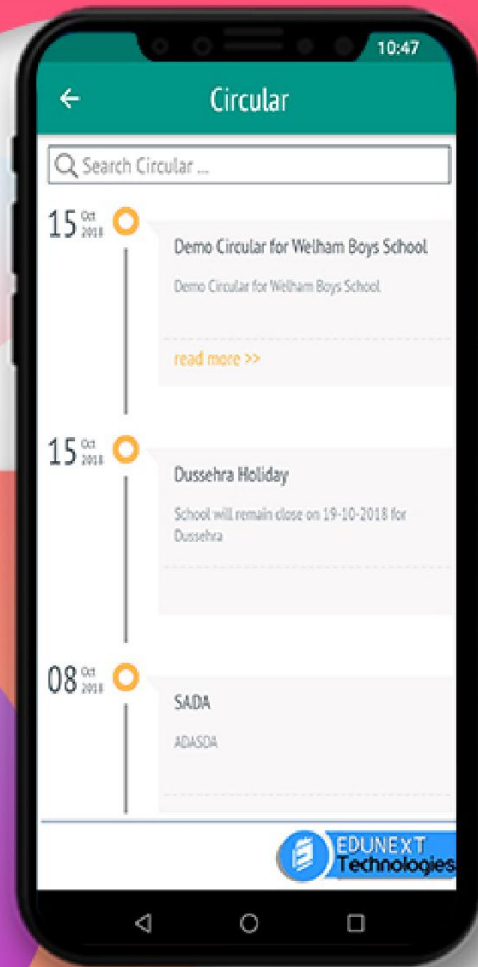 10:47
Circular
Search Circular ...
15 Oct 2018
Demo Circular for Welham Boys School
Demo Circular for Welham Boys School
read more >>
15 Oct 2018
Dussehra Holiday
School will remain close on 19-10-2018 for
Dussehra
08 Oct 2018
SADA
ADASDA
EDUNEXT
Technologies